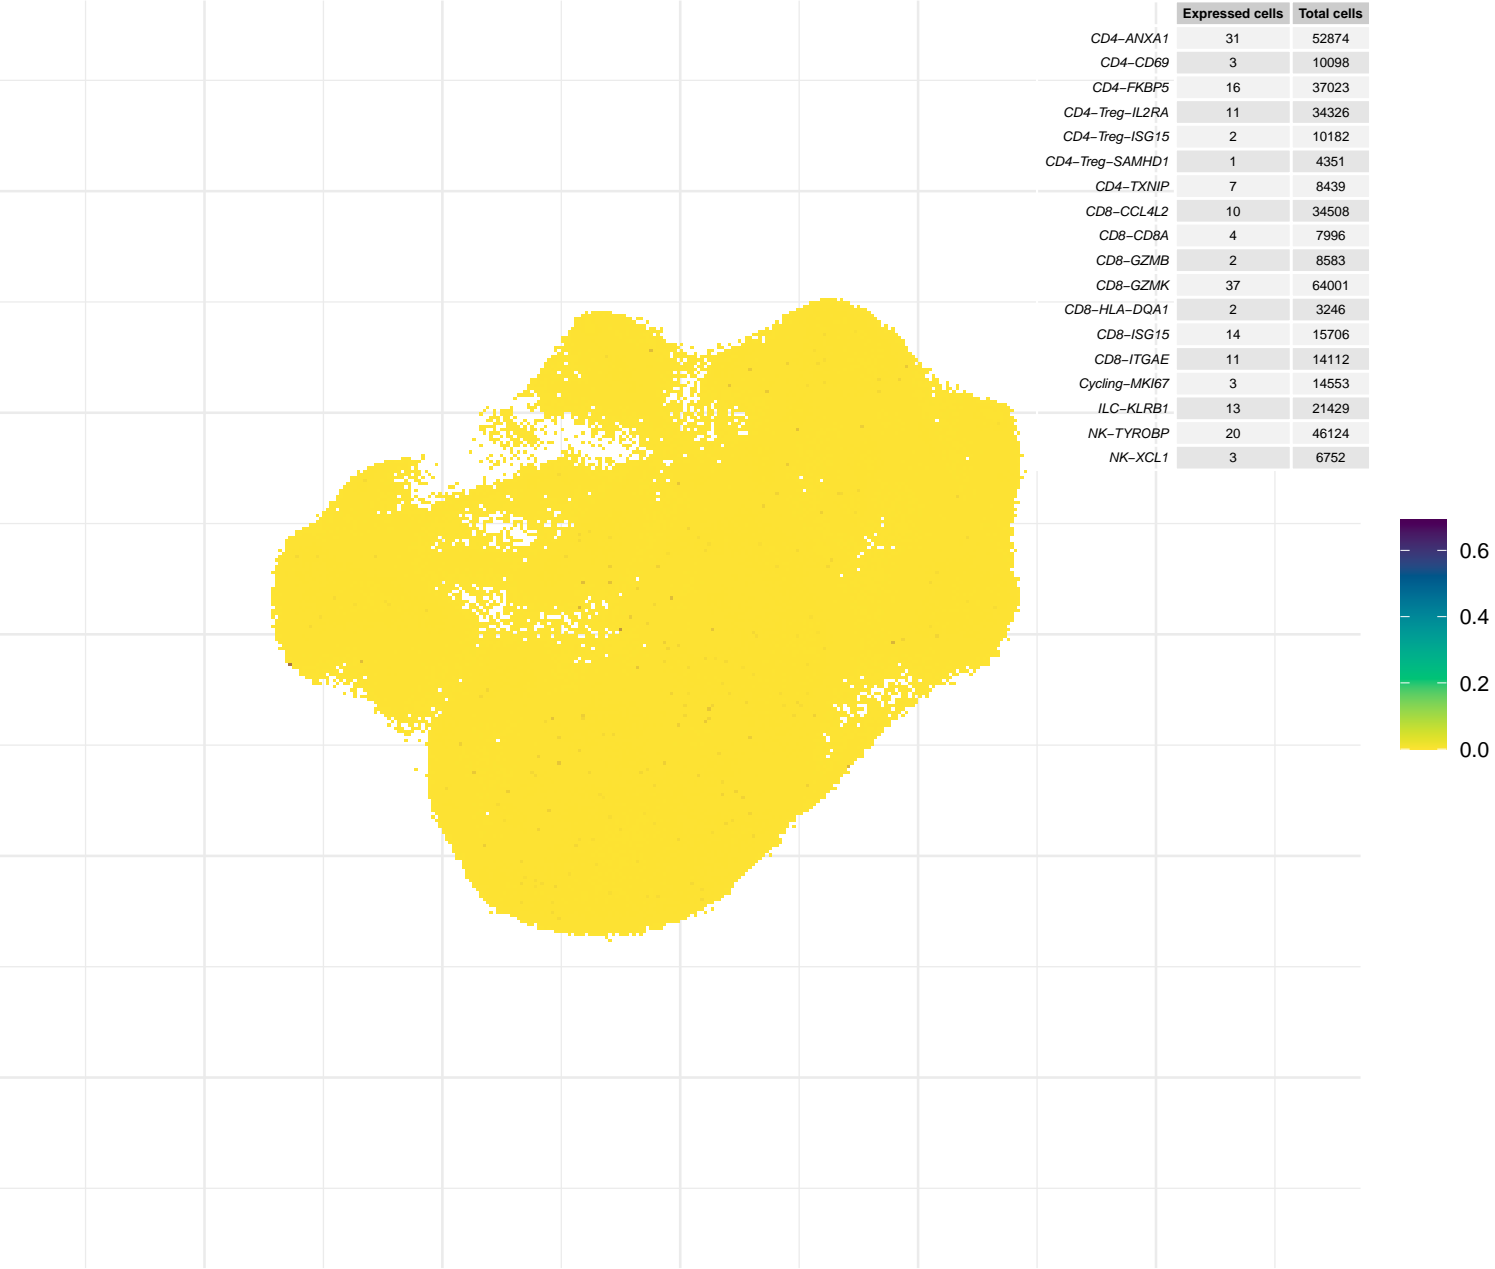 Expressed cells Total cells
CD4−ANXA1 31 52874
CD4−CD69 3 10098
CD4−FKBP5 16 37023
CD4−Treg−IL2RA 11 34326
CD4−Treg−ISG15 2 10182
CD4−Treg−SAMHD1 1 4351
CD4−TXNIP 7 8439
CD8−CCL4L2 10 34508
CD8−CD8A 4 7996
CD8−GZMB 2 8583
CD8−GZMK 37 64001
CD8−HLA−DQA1 2 3246
CD8−ISG15 14 15706
CD8−ITGAE 11 14112
Cycling−MKI67 3 14553
ILC−KLRB1 13 21429
NK−TYROBP 20 46124
NK−XCL1 3 6752
0.6
0.4
0.2
0.0